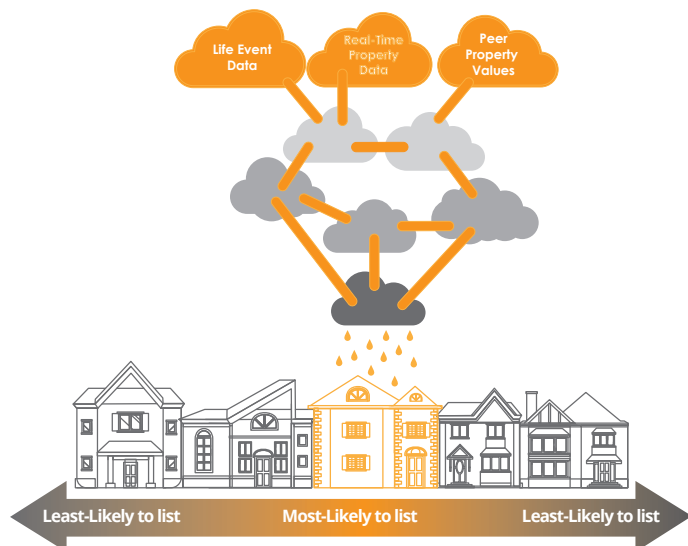 Life Event
Data
Real-Time
Property
Data
Peer
Property
Values
Least-Likely to list
Most-Likely to list
Least-Likely to list